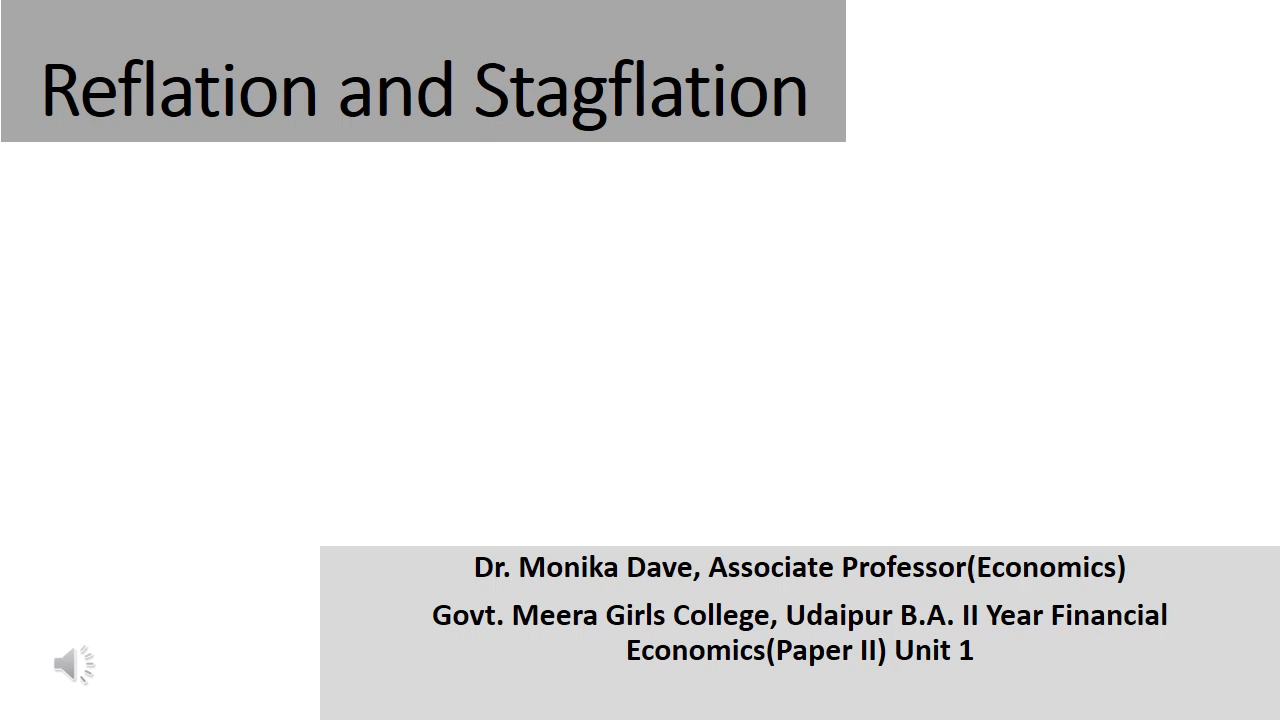 Reflation and Stagflation
Dr. Monika Dave, Associate Professor(Economics)
Govt. Meera Girls College, Udaipur B.A. II Year Financial
Economics(Paper II) Unit 1